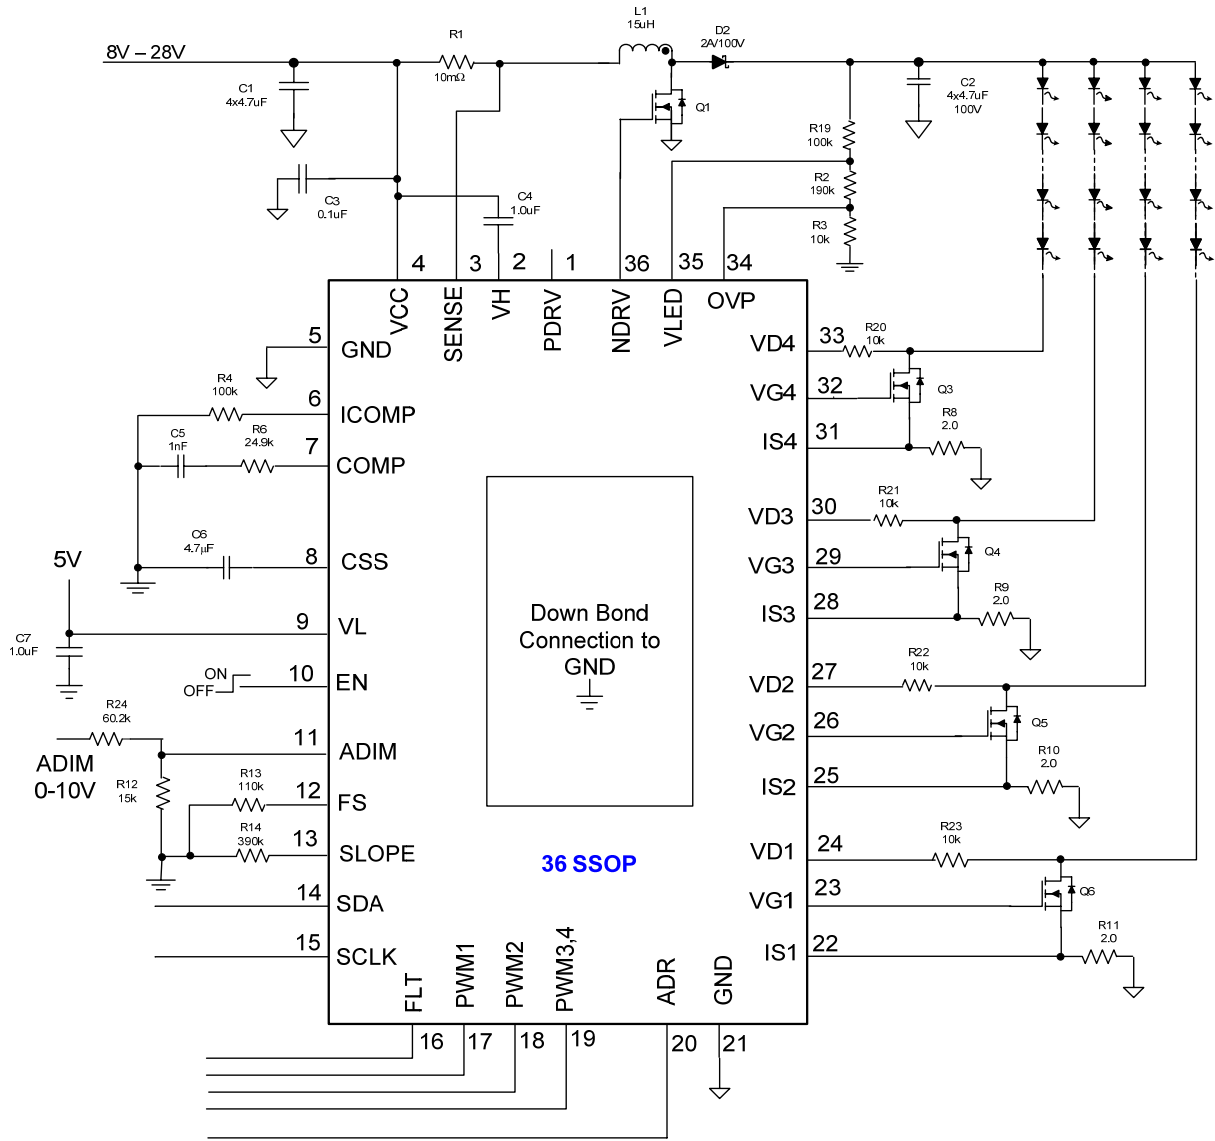 8V – 28V
C1
4x4.7uF
R1
10mΩ
L1
15uH
D2
2A/100V
Q1
C2
4x4.7uF
100V
R19
100k
R2
190k
R3
10k
C3
0.1uF
C4
1.0uF
4
3
2
1
36
35
34
VCC
SENSE
VH
PDRV
NDRV
VLED
OVP
5
GND
R4
100k
6
ICOMP
C5
1nF
R6
24.9k
7
COMP
C6
4.7µF
8
CSS
5V
C7
1.0uF
9
VL
ON
OFF
10
EN
R24
60.2k
ADIM
0-10V
R12
15k
11
ADIM
R13
110k
12
FS
R14
390k
13
SLOPE
14
SDA
15
SCLK
Down Bond
Connection to
GND
36 SSOP
VD4
33
R20
10k
VG4
32
Q3
IS4
31
R8
2.0
VD3
30
R21
10k
VG3
29
Q4
IS3
28
R9
2.0
VD2
27
R22
10k
VG2
26
Q5
IS2
25
R10
2.0
VD1
24
R23
10k
VG1
23
Q6
IS1
22
R11
2.0
FLT
PWM1
PWM2
PWM3,4
ADR
GND
16
17
18
19
20
21